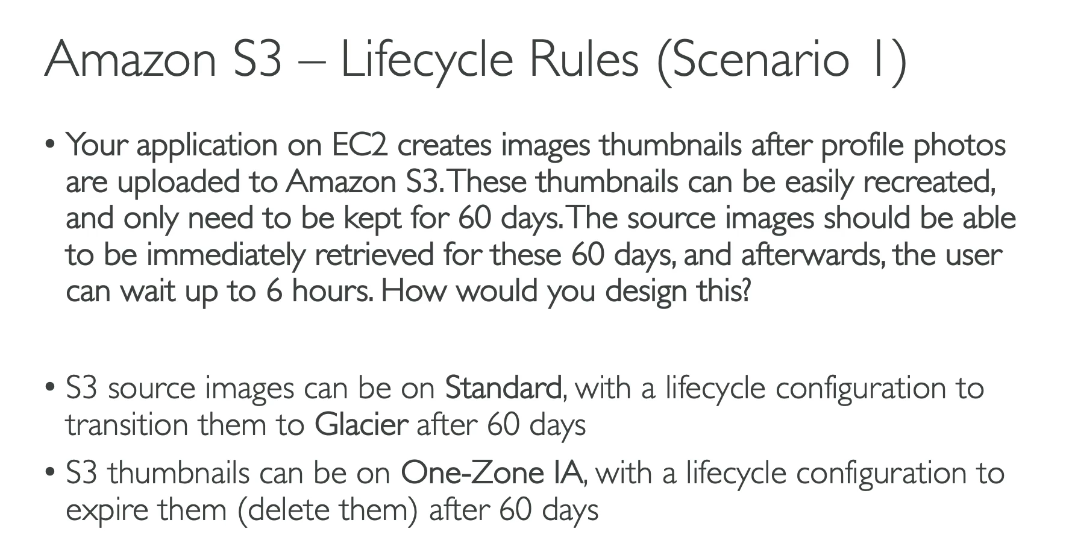 Amazon S3 – Lifecycle Rules (Scenario 1)
• Your application on EC2 creates images thumbnails after profile photos
are uploaded to Amazon S3. These thumbnails can be easily recreated,
and only need to be kept for 60 days. The source images should be able
to be immediately retrieved for these 60 days, and afterwards, the user
can wait up to 6 hours. How would you design this?
• S3 source images can be on Standard, with a lifecycle configuration to
transition them to Glacier after 60 days
• S3 thumbnails can be on One-Zone IA, with a lifecycle configuration to
expire them (delete them) after 60 days